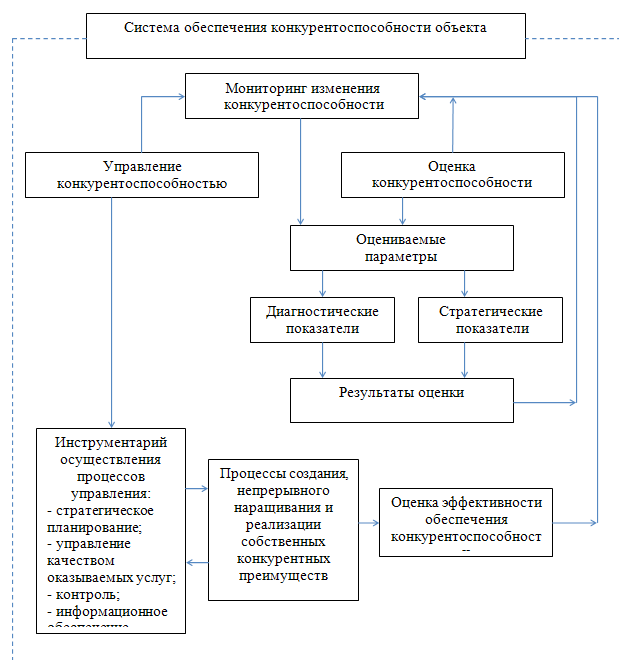 Система обеспечения конкурентоспособности объекта
Мониторинг изменения
конкурентоспособности
Управление
конкурентоспособностью
Оценка
конкурентоспособности
Оцениваемые
параметры
Диагностические
показатели
Стратегические
показатели
Результаты оценки
Инструментарий
осуществления
процессов
управления:
- стратегическое
планирование;
- управление
качеством
оказываемых услуг;
- контроль;
- информационное
Процессы создания,
непрерывного
наращивания и
реализации
собственных
конкурентных
преимуществ
Оценка эффективности
обеспечения
конкурентоспособност